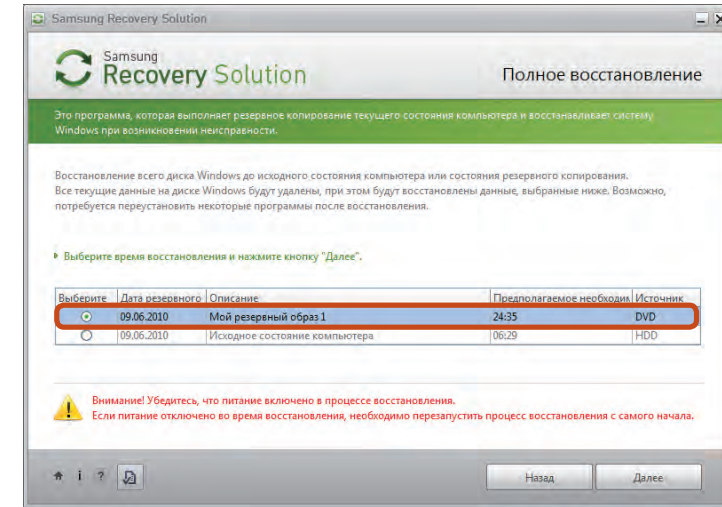 Samsung Recovery Solution
Samsung
Recovery Solution
Полное восстановление
Это программа, которая выполняет резервное копирование текущего состояния компьютера и восстанавливает систему
Windows при возникновении неисправности.
Восстановление всего диска Windows до исходного состояния компьютера или состояния резервного копирования.
Все текущие данные на диске Windows будут удалены, при этом будут восстановлены данные, выбранные ниже. Возможно,
потребуется переустановить некоторые программы после восстановления.
Выберите время восстановления и нажмите кнопку "Далее".
Выберите Дата резервного Описание Предполагаемое необходим Источник
09.06.2010 Мой резервный образ 1 24:35 DVD
09.06.2010 Исходное состояние компьютера 06:29 HDD
Внимание! Убедитесь, что питание включено в процессе восстановления.
Если питание отключено во время восстановления, необходимо перезапустить процесс восстановления с самого начала.
Назад Далее